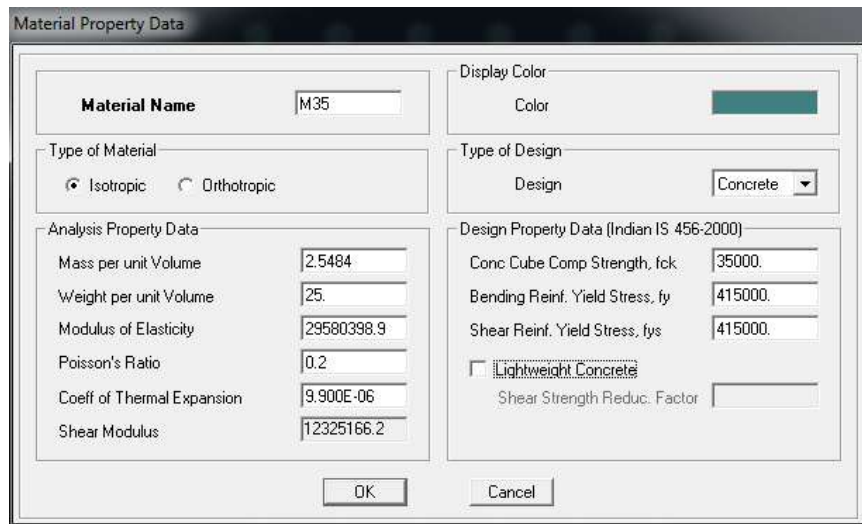 Material Property Data
Material Name M35
Display Color
Color
Type of Material
Isotropic Orthotropic
Type of Design
Design Concrete
Analysis Property Data
Mass per unit Volume 2.5484
Weight per unit Volume 25.
Modulus of Elasticity 29580398.9
Poisson's Ratio 0.2
Coeff of Thermal Expansion 9.900E-06
Shear Modulus 12325166.2
Design Property Data (Indian IS 456-2000)
Conc Cube Comp Strength, fck 35000.
Bending Reinf. Yield Stress, fy 415000.
Shear Reinf. Yield Stress, fys 415000.
Lightweight Concrete
Shear Strength Reduc. Factor
OK Cancel